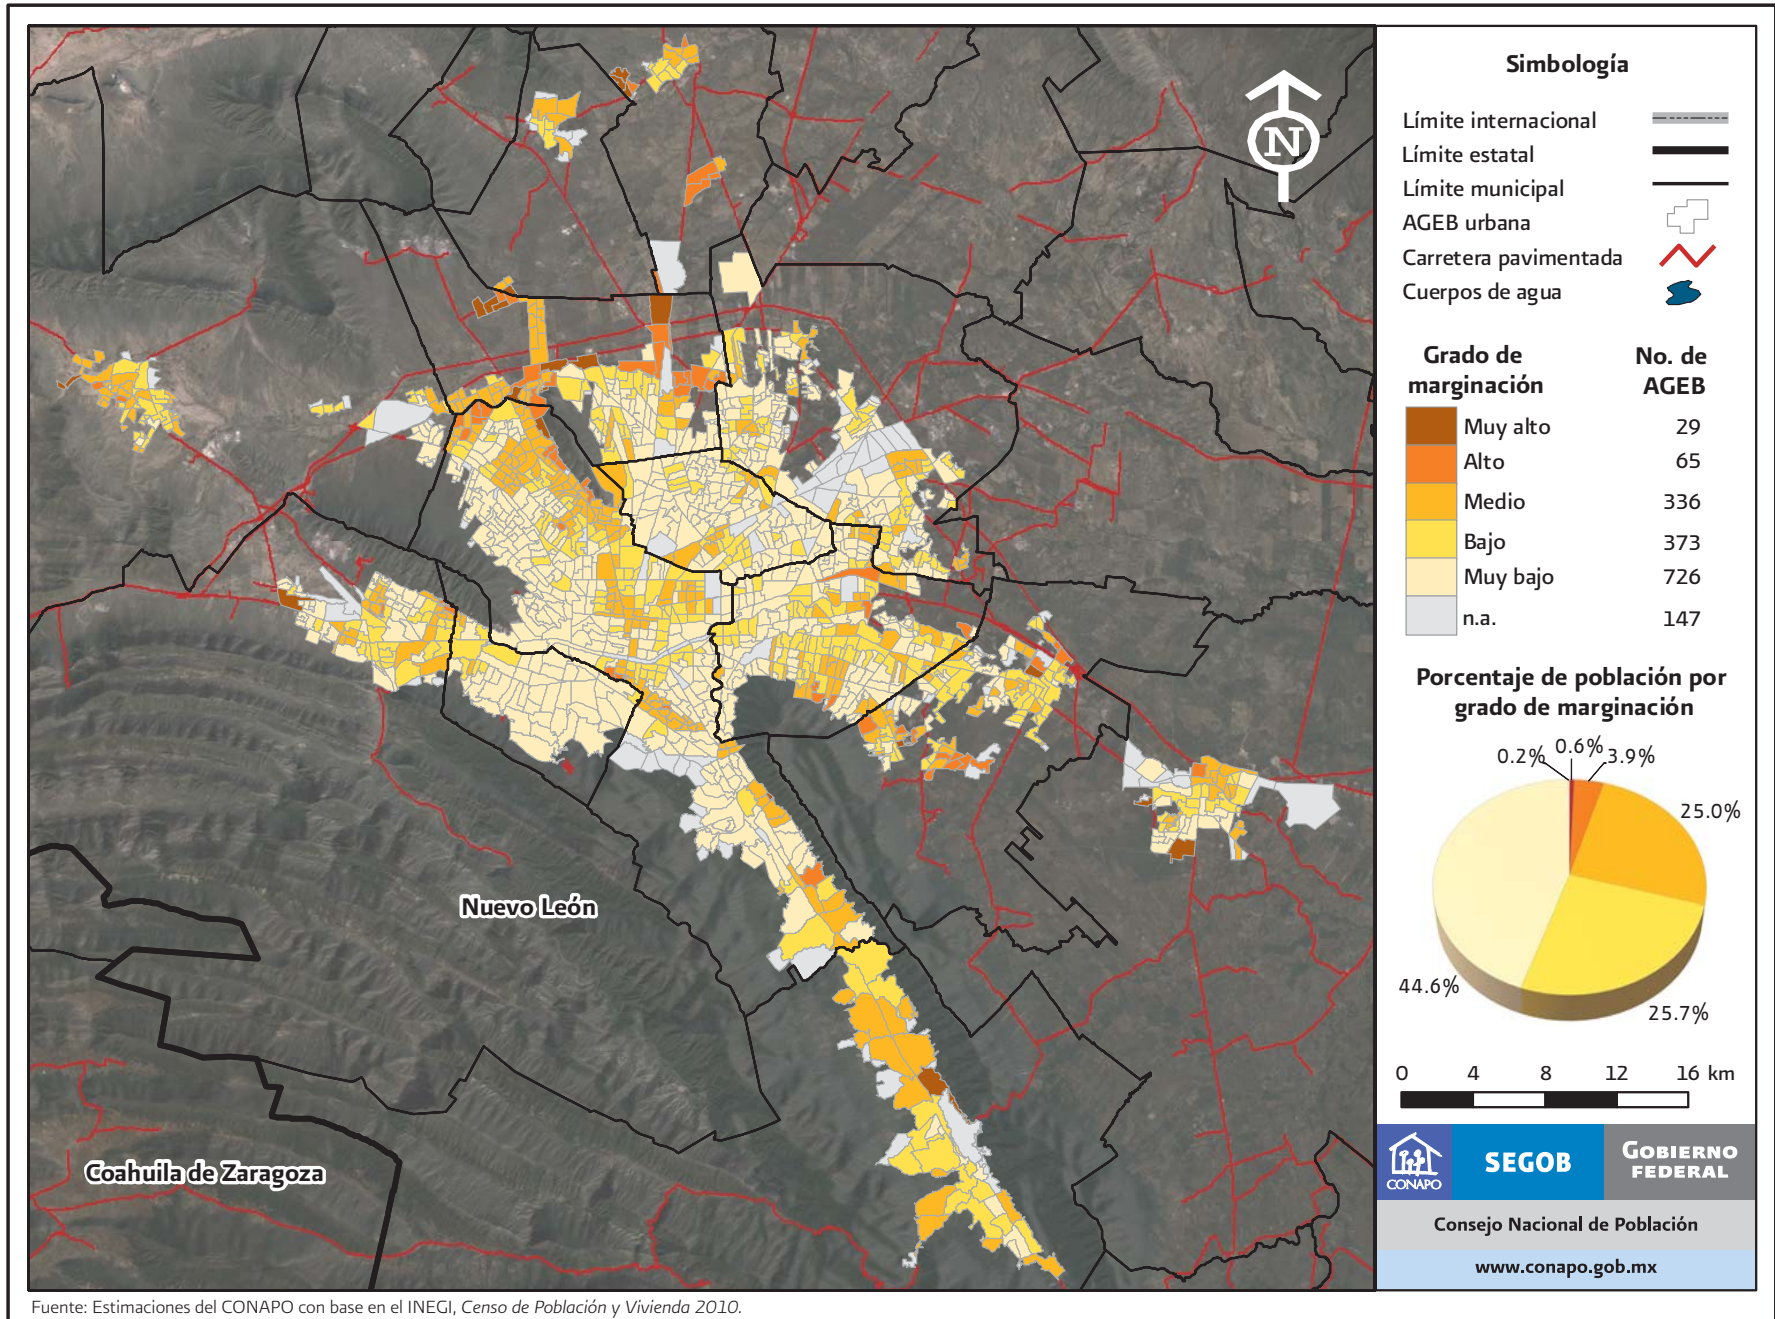 N
Nuevo León
Coahuila de Zaragoza
Simbología
Límite internacional
Límite estatal
Límite municipal
AGEB urbana
Carretera pavimentada
Cuerpos de agua
Grado de marginación
No. de AGEB
Muy alto 29
Alto 65
Medio 336
Bajo 373
Muy bajo 726
n.a. 147
Porcentaje de población por
grado de marginación
0.2% 0.6% 3.9%
25.0%
44.6%
25.7%
0 4 8 12 16 km
CONAPO
SEGOB
GOBIERNO
FEDERAL
Consejo Nacional de Población
www.conapo.gob.mx
Fuente: Estimaciones del CONAPO con base en el INEGI, Censo de Población y Vivienda 2010.